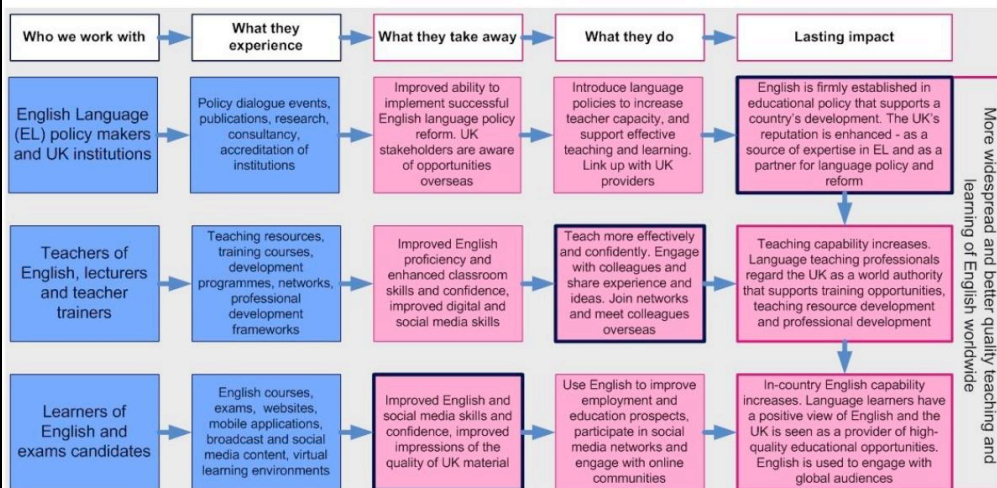 Who we work with
What they
experience
What they take away
What they do
Lasting impact
English Language
(EL) policy makers
and UK institutions
Policy dialogue events,
publications, research,
consultancy,
accreditation of
institutions
Improved ability to
implement successful
English language policy
reform. UK
stakeholders are aware
of opportunities
overseas
Introduce language
policies to increase
teacher capacity, and
support effective
teaching and learning.
Link up with UK
providers
English is firmly established in
educational policy that supports a
country's development. The UK's
reputation is enhanced - as a
source of expertise in EL and as a
partner for language policy and
reform
Teachers of
English, lecturers
and teacher
trainers
Teaching resources,
training courses,
development
programmes, networks,
professional
development
frameworks
Improved English
proficiency and
enhanced classroom
skills and confidence,
improved digital and
social media skills
Teach more effectively
and confidently. Engage
with colleagues and
share experience and
ideas. Join networks
and meet colleagues
overseas
Teaching capability increases.
Language teaching professionals
regard the UK as a world authority
that supports training opportunities,
teaching resource development
and professional development
Learners of
English and
exams candidates
English courses,
exams, websites,
mobile applications,
broadcast and social
media content, virtual
learning environments
Improved English and
social media skills and
confidence, improved
impressions of the
quality of UK material
Use English to improve
employment and
education prospects,
participate in social
media networks and
engage with online
communities
In-country English capability
increases. Language learners have
a positive view of English and the
UK is seen as a provider of high-
quality educational opportunities.
English is used to engage with
global audiences
More widespread and better quality teaching and
learning of English worldwide